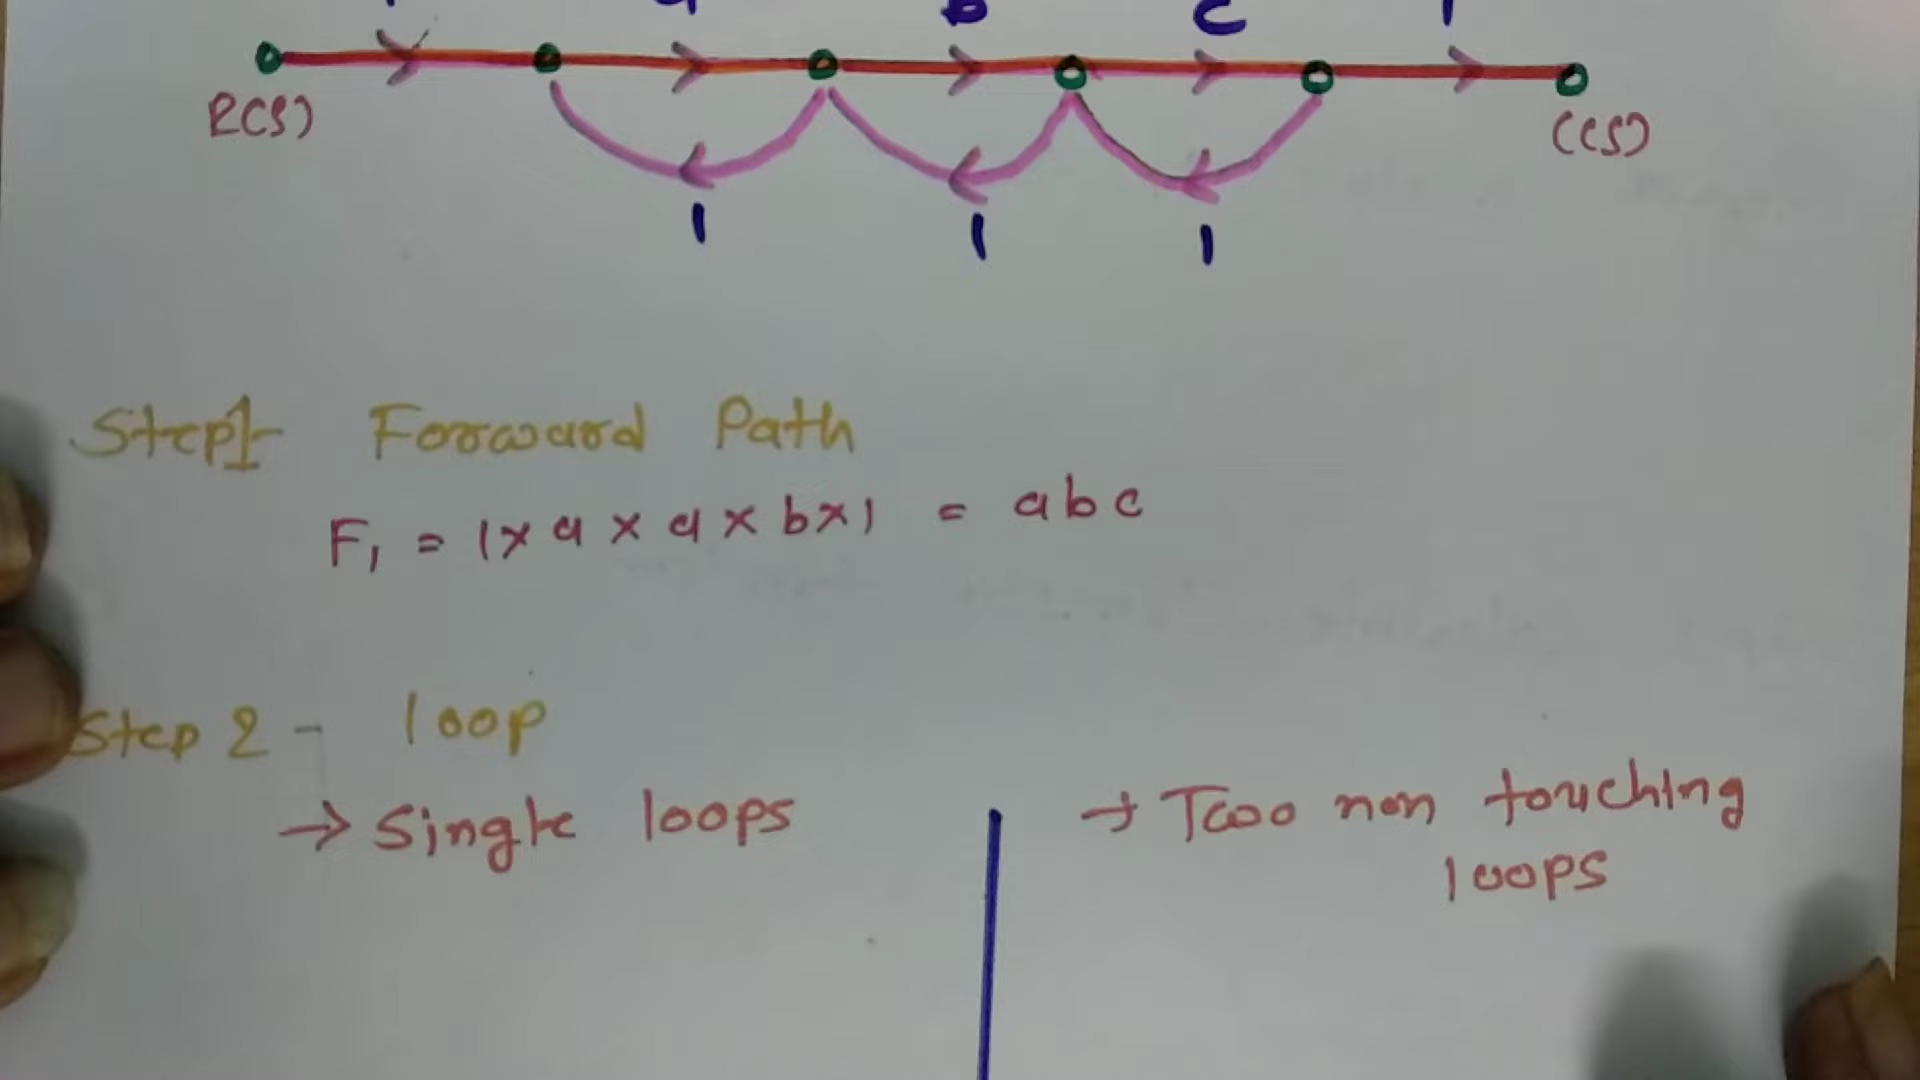 b c
R(S)
C(S)
1 1 1
Step1- Forward Path
F1 = 1 x a x a x b x 1 = abc
Step 2 - loop
→ Single loops
→ Two non touching
loops